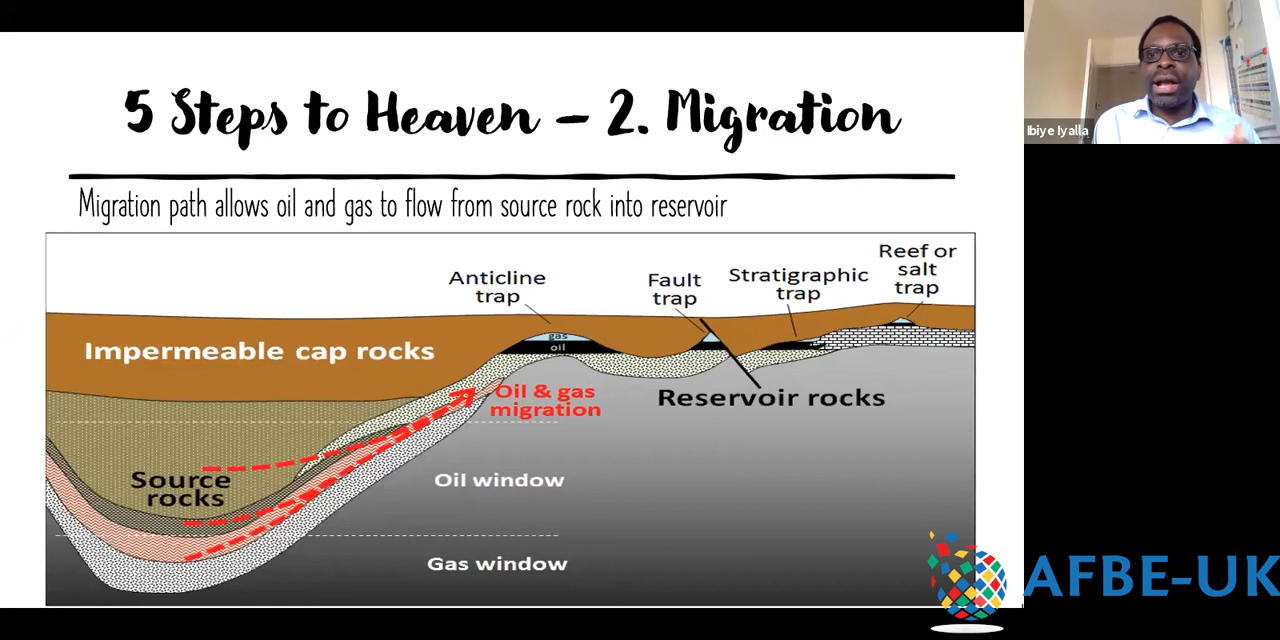 5 Steps to Heaven – 2. Migration
Migration path allows oil and gas to flow from source rock into reservoir
Anticline
trap
Fault
trap
Stratigraphic
trap
Reef or
salt
trap
gas
oil
Impermeable cap rocks
Oil & gas
migration
Reservoir rocks
Source
rocks
Oil window
Gas window
Ibiye Iyalla
AFBE-UK